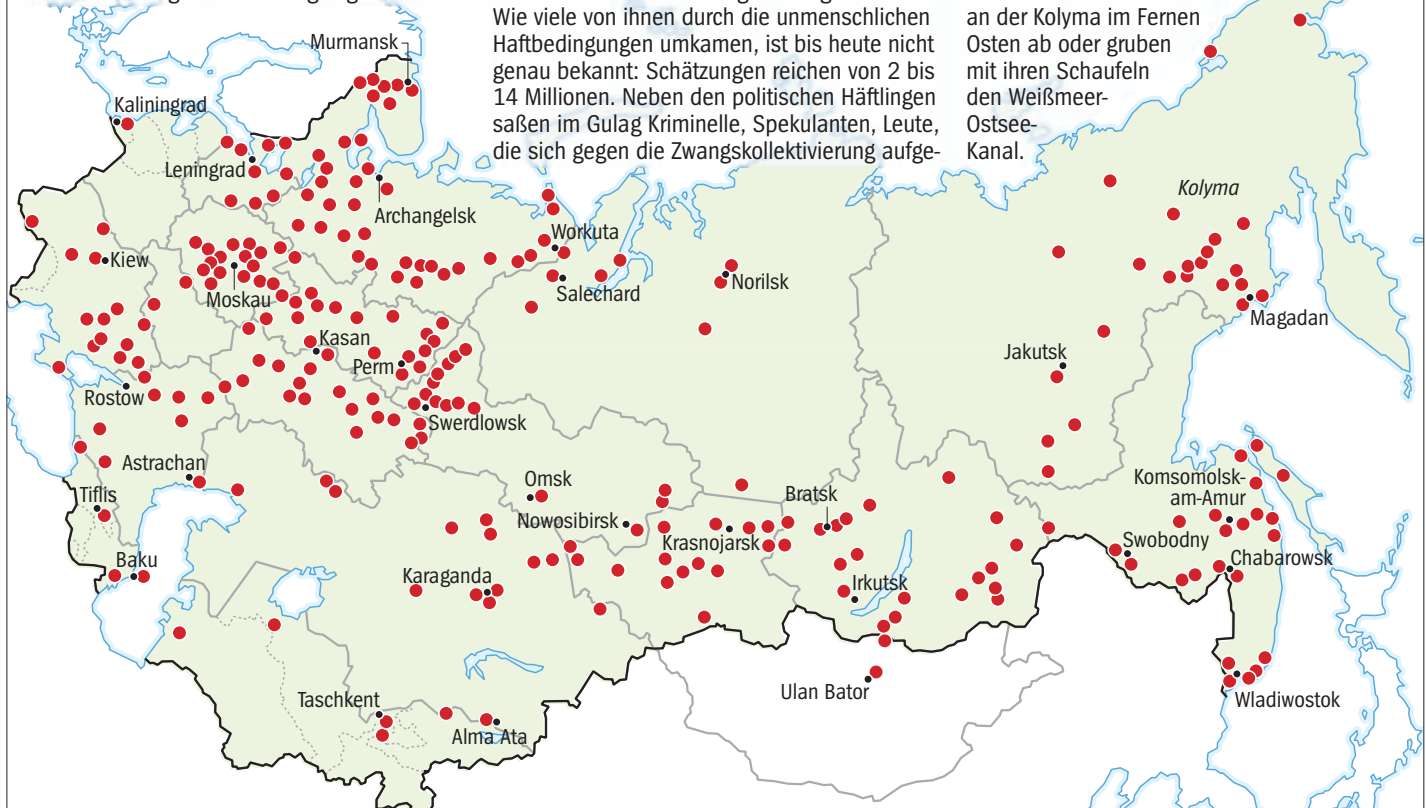 Wie viele von ihnen durch die unmenschlichen
Haftbedingungen umkamen, ist bis heute nicht
genau bekannt: Schätzungen reichen von 2 bis
14 Millionen. Neben den politischen Häftlingen
saßen im Gulag Kriminelle, Spekulanten, Leute,
die sich gegen die Zwangskollektivierung aufge-
an der Kolyma im Fernen
Osten ab oder gruben
mit ihren Schaufeln
den Weißmeer-
Ostsee-
Kanal.
Murmansk
Kaliningrad
Leningrad
Archangelsk
Kolyma
Workuta
Kiew
Moskau
Salechard
Norilsk
Magadan
Kasan
Perm
Jakutsk
Rostow
Swerdlowsk
Astrachan
Omsk
Bratsk
Komsomolsk-
am-Amur
Tiflis
Nowosibirsk
Krasnojarsk
Swobodny
Chabarowsk
Baku
Karaganda
Irkutsk
Ulan Bator
Wladiwostok
Taschkent
Alma Ata